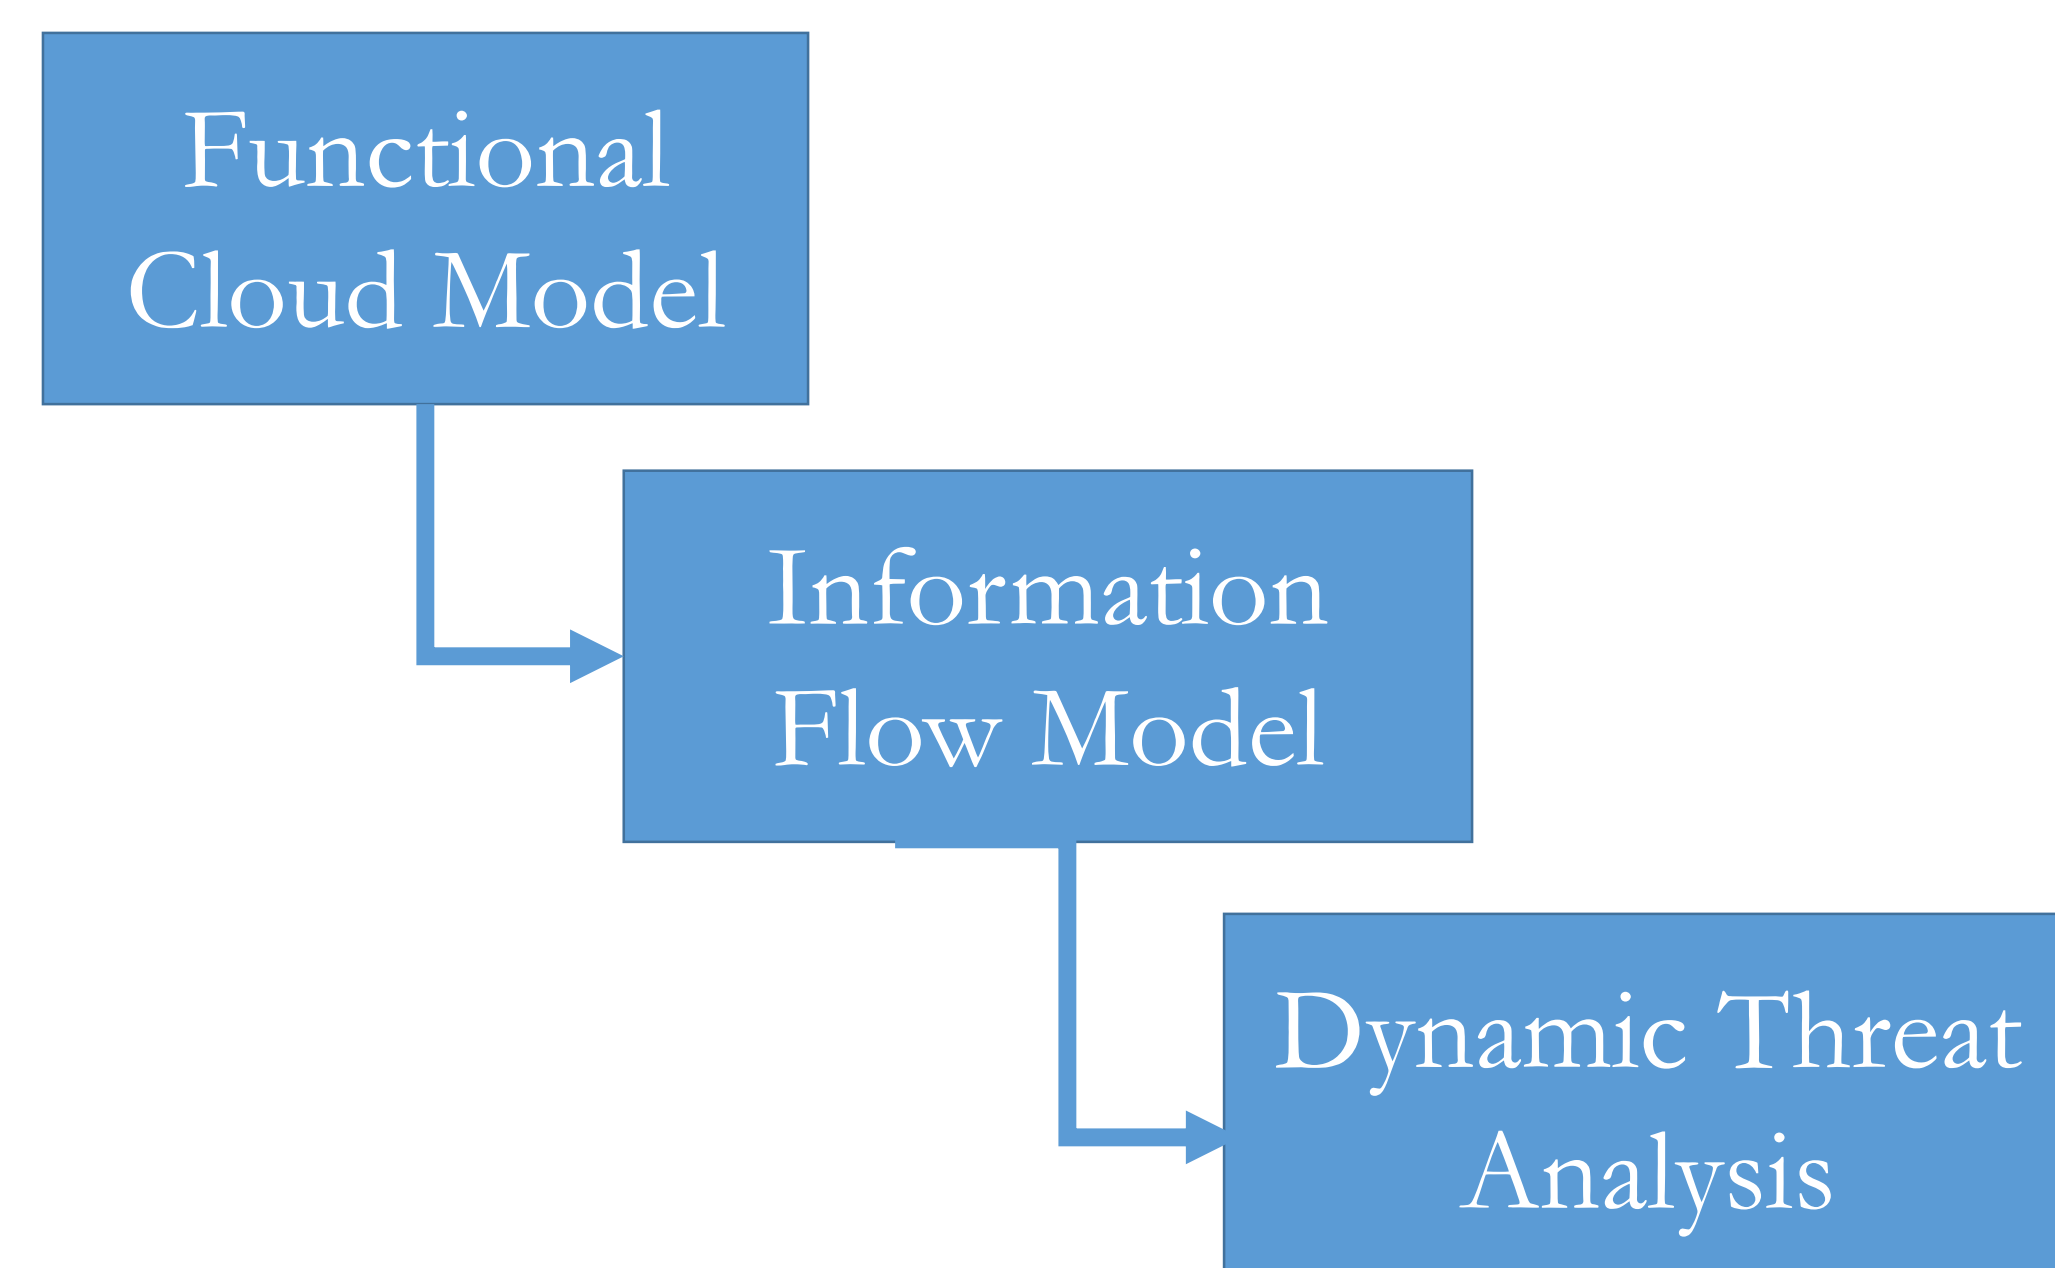 Functional
Cloud Model
Information
Flow Model
Dynamic Threat
Analysis